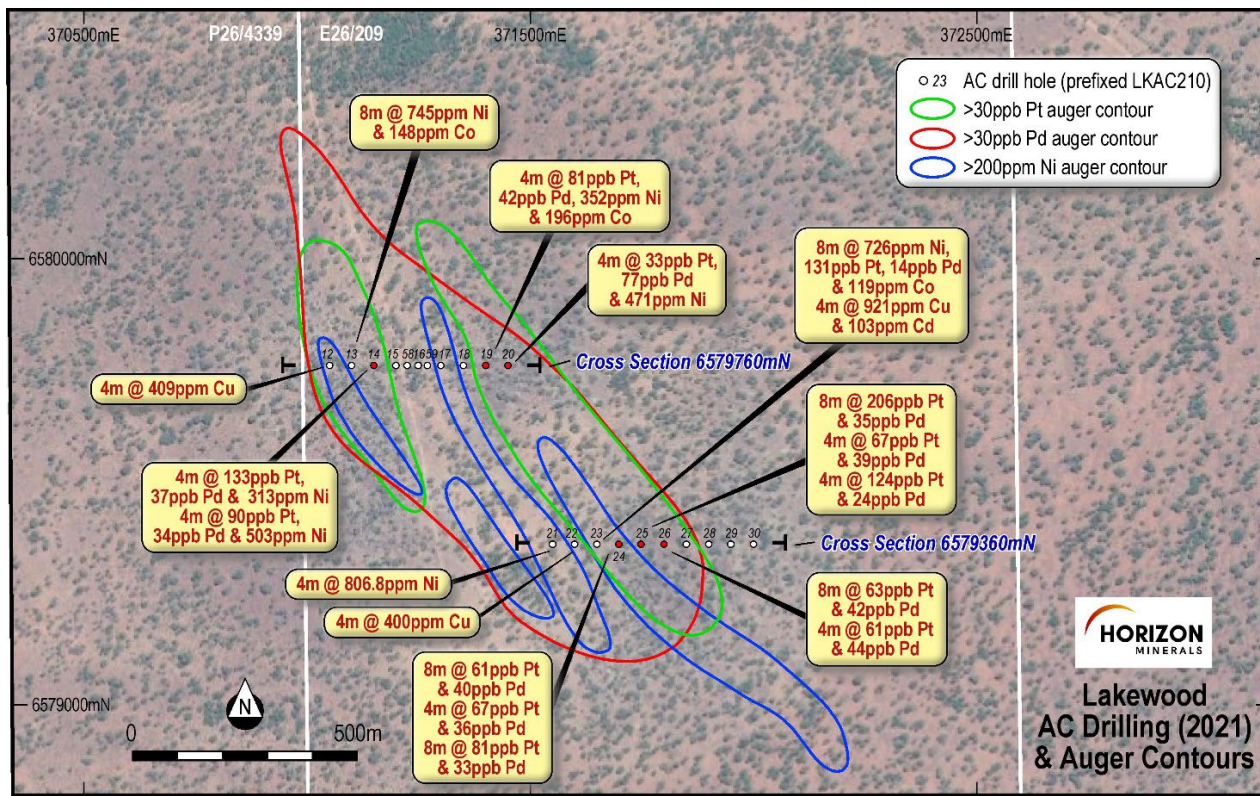 370500mE
P26/4339
E26/209
371500mE
372500mE
23 AC drill hole (prefixed LKAC210)
>30ppb Pt auger contour
>30ppb Pd auger contour
>200ppm Ni auger contour
8m @ 745ppm Ni
& 148ppm Co
4m @ 81ppb Pt,
42ppb Pd, 352ppm Ni
& 196ppm Co
4m @ 33ppb Pt,
77ppb Pd
& 471ppm Ni
8m @ 726ppm Ni,
131ppb Pt, 14ppb Pd
& 119ppm Co
4m @ 921ppm Cu
& 103ppm Cd
6580000mN
12 13 14 15 58 16 59 17 18 19 20
Cross Section 6579760mN
4m @ 409ppm Cu
8m @ 206ppb Pt
& 35ppb Pd
4m @ 67ppb Pt
& 39ppb Pd
4m @ 124ppb Pt
& 24ppb Pd
4m @ 133ppb Pt,
37ppb Pd & 313ppm Ni
4m @ 90ppb Pt,
34ppb Pd & 503ppm Ni
21 22 23 25 26 27 28 29 30
24
Cross Section 6579360mN
4m @ 806.8ppm Ni
4m @ 400ppm Cu
8m @ 63ppb Pt
& 42ppb Pd
4m @ 61ppb Pt
& 44ppb Pd
8m @ 61ppb Pt
& 40ppb Pd
4m @ 67ppb Pt
& 36ppb Pd
8m @ 81ppb Pt
& 33ppb Pd
6579000mN
N
0 500m
HORIZON
MINERALS
Lakewood
AC Drilling (2021)
& Auger Contours